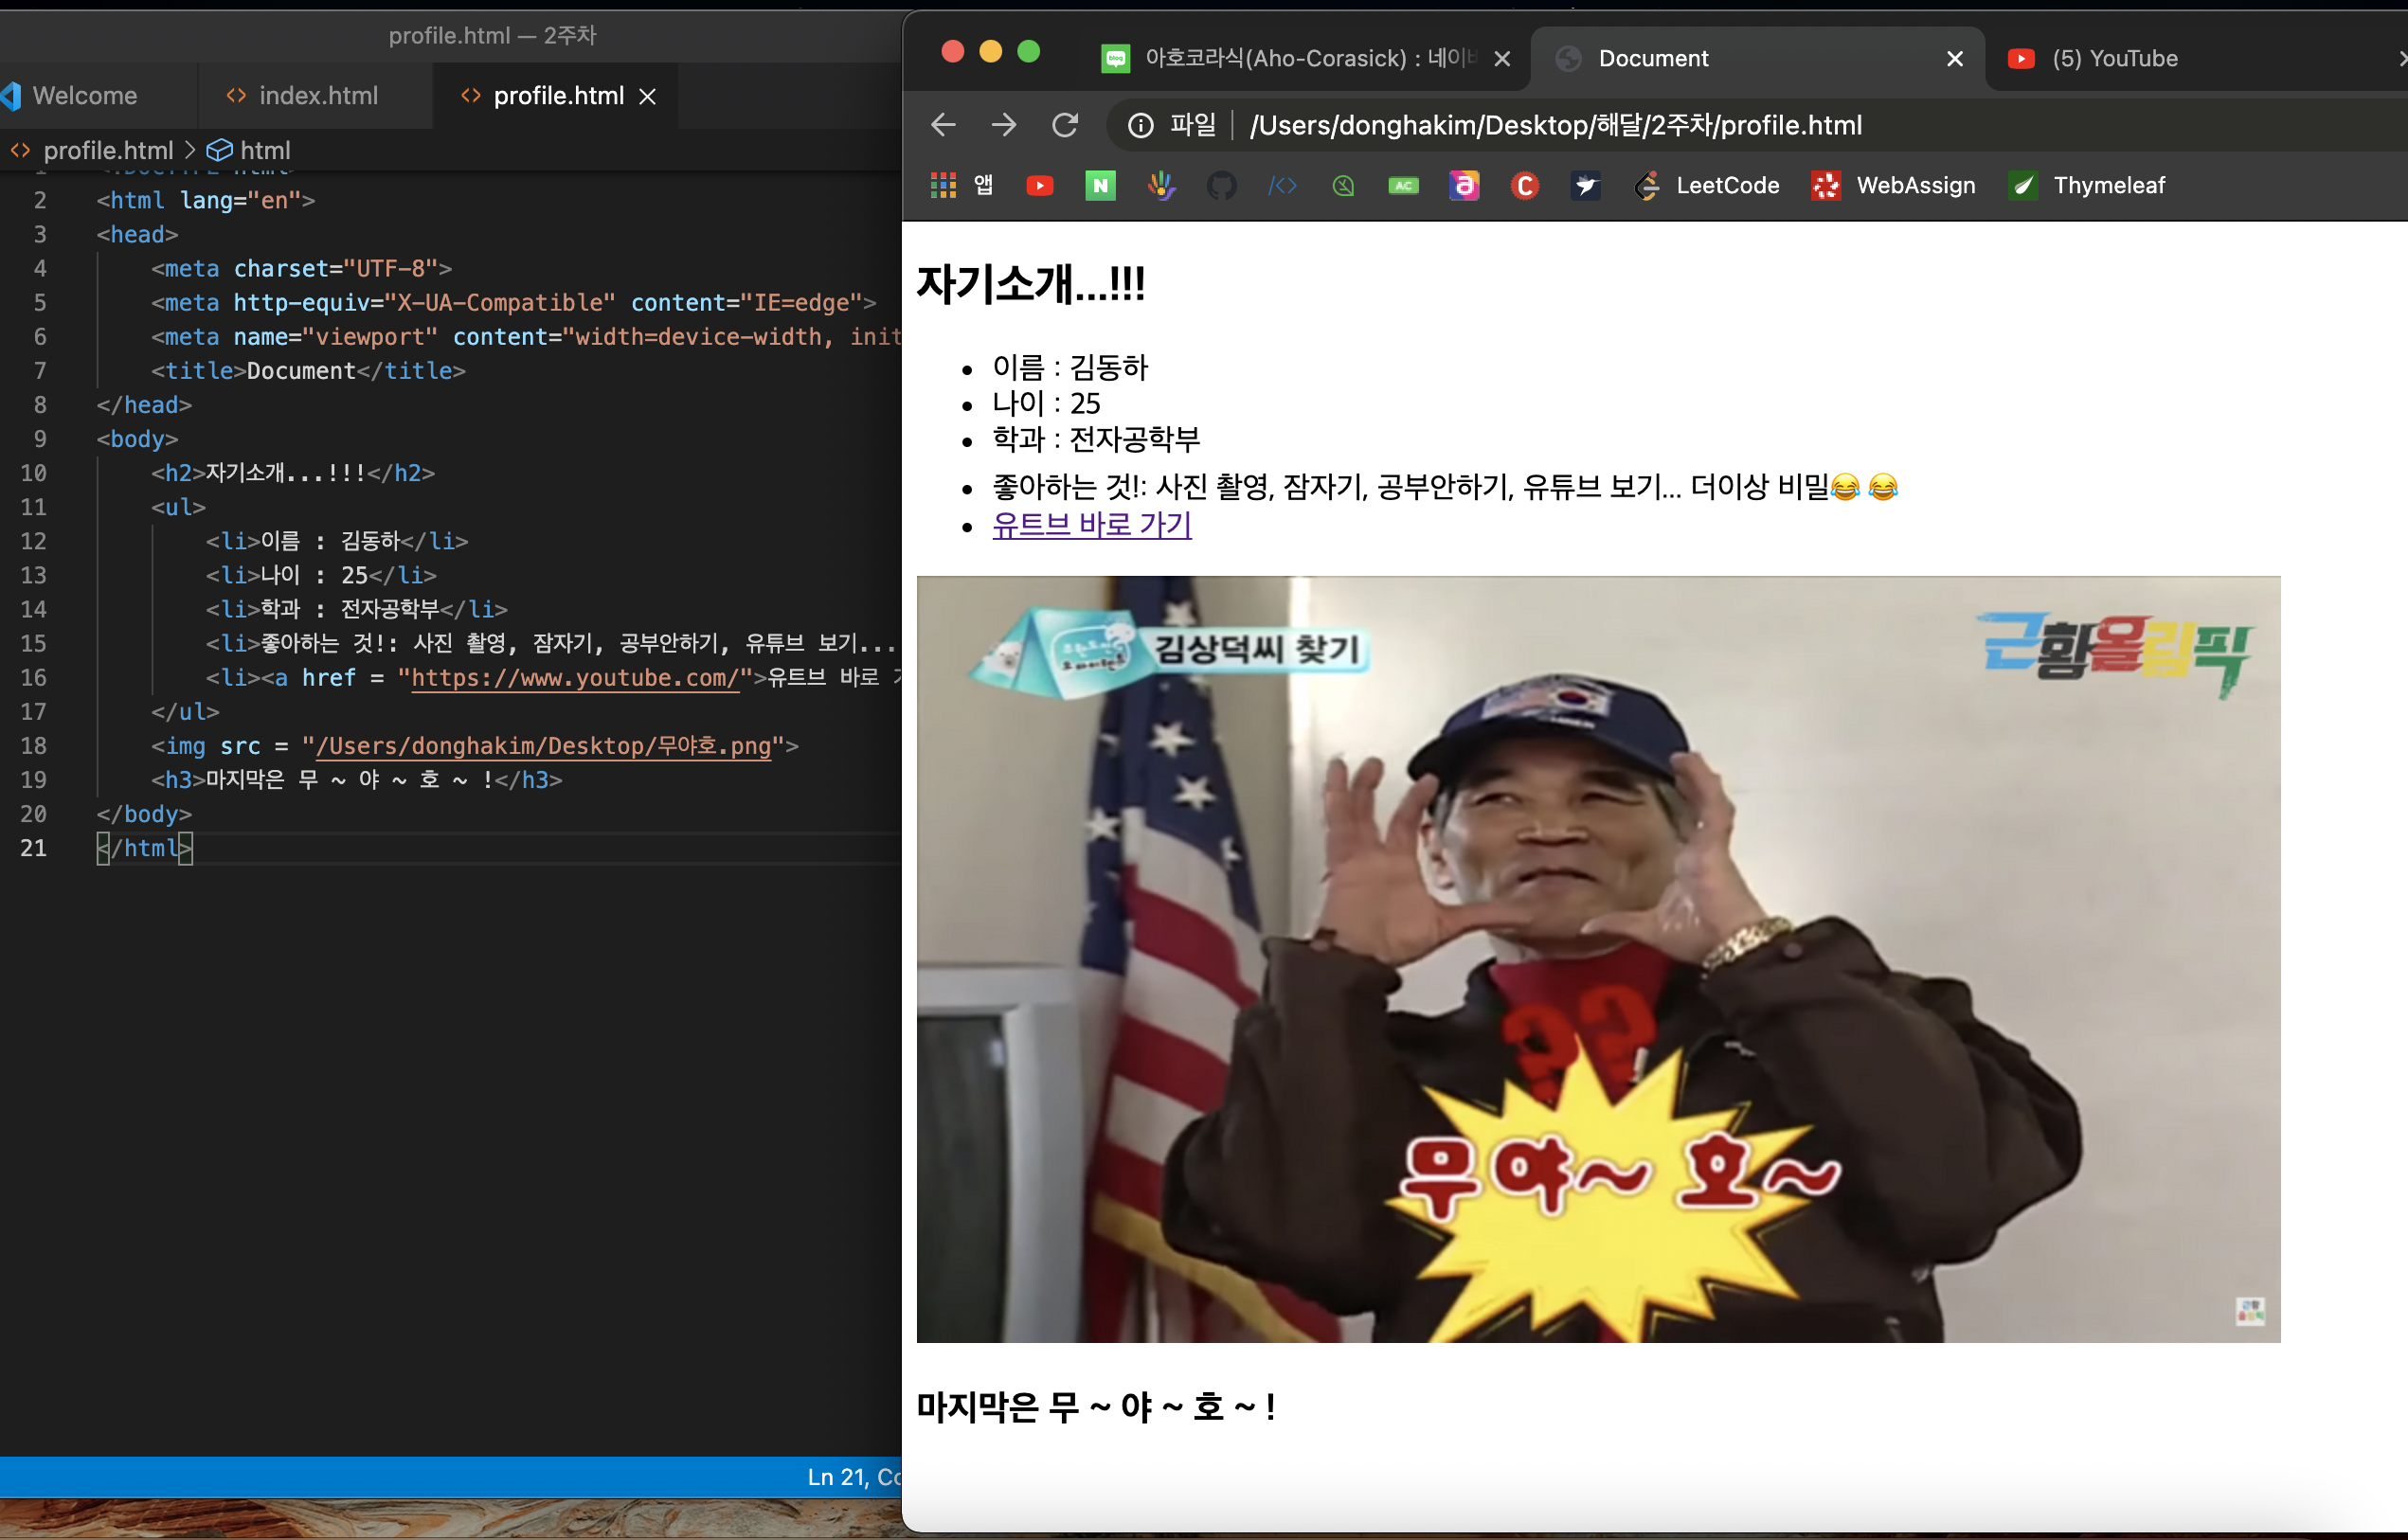 profile.html — 2주차
Welcome
index.html
profile.html
profile.html > html
2 <html lang="en">
3 <head>
4 <meta charset="UTF-8">
5 <meta http-equiv="X-UA-Compatible" content="IE=edge">
6 <meta name="viewport" content="width=device-width, init
7 <title>Document</title>
8 </head>
9 <body>
10 <h2>자기소개...!!!</h2>
11 <ul>
12 <li>이름 : 김동하</li>
13 <li>나이 : 25</li>
14 <li>학과 : 전자공학부</li>
15 <li>좋아하는 것!: 사진 촬영, 잠자기, 공부안하기, 유튜브 보기...
16 <li><a href = "https://www.youtube.com/">유트브 바로
17 </ul>
18 <img src = "/Users/donghakim/Desktop/무야호.png">
19 <h3>마지막은 무 ~ 야 ~ 호 ~ !</h3>
20 </body>
21 </html>
Ln 21,
아호코라식(Aho-Corasick) : 네이
Document
(5) YouTube
파일 | /Users/donghakim/Desktop/해달/2주차/profile.html
앱 LeetCode WebAssign Thymeleaf
자기소개...!!!
이름 : 김동하
나이 : 25
학과 : 전자공학부
좋아하는 것!: 사진 촬영, 잠자기, 공부안하기, 유튜브 보기... 더이상 비밀😂 😂
유트브 바로 가기
김상덕씨 찾기
근황올림픽
무야~ 호~
마지막은 무 ~ 야 ~ 호 ~ !